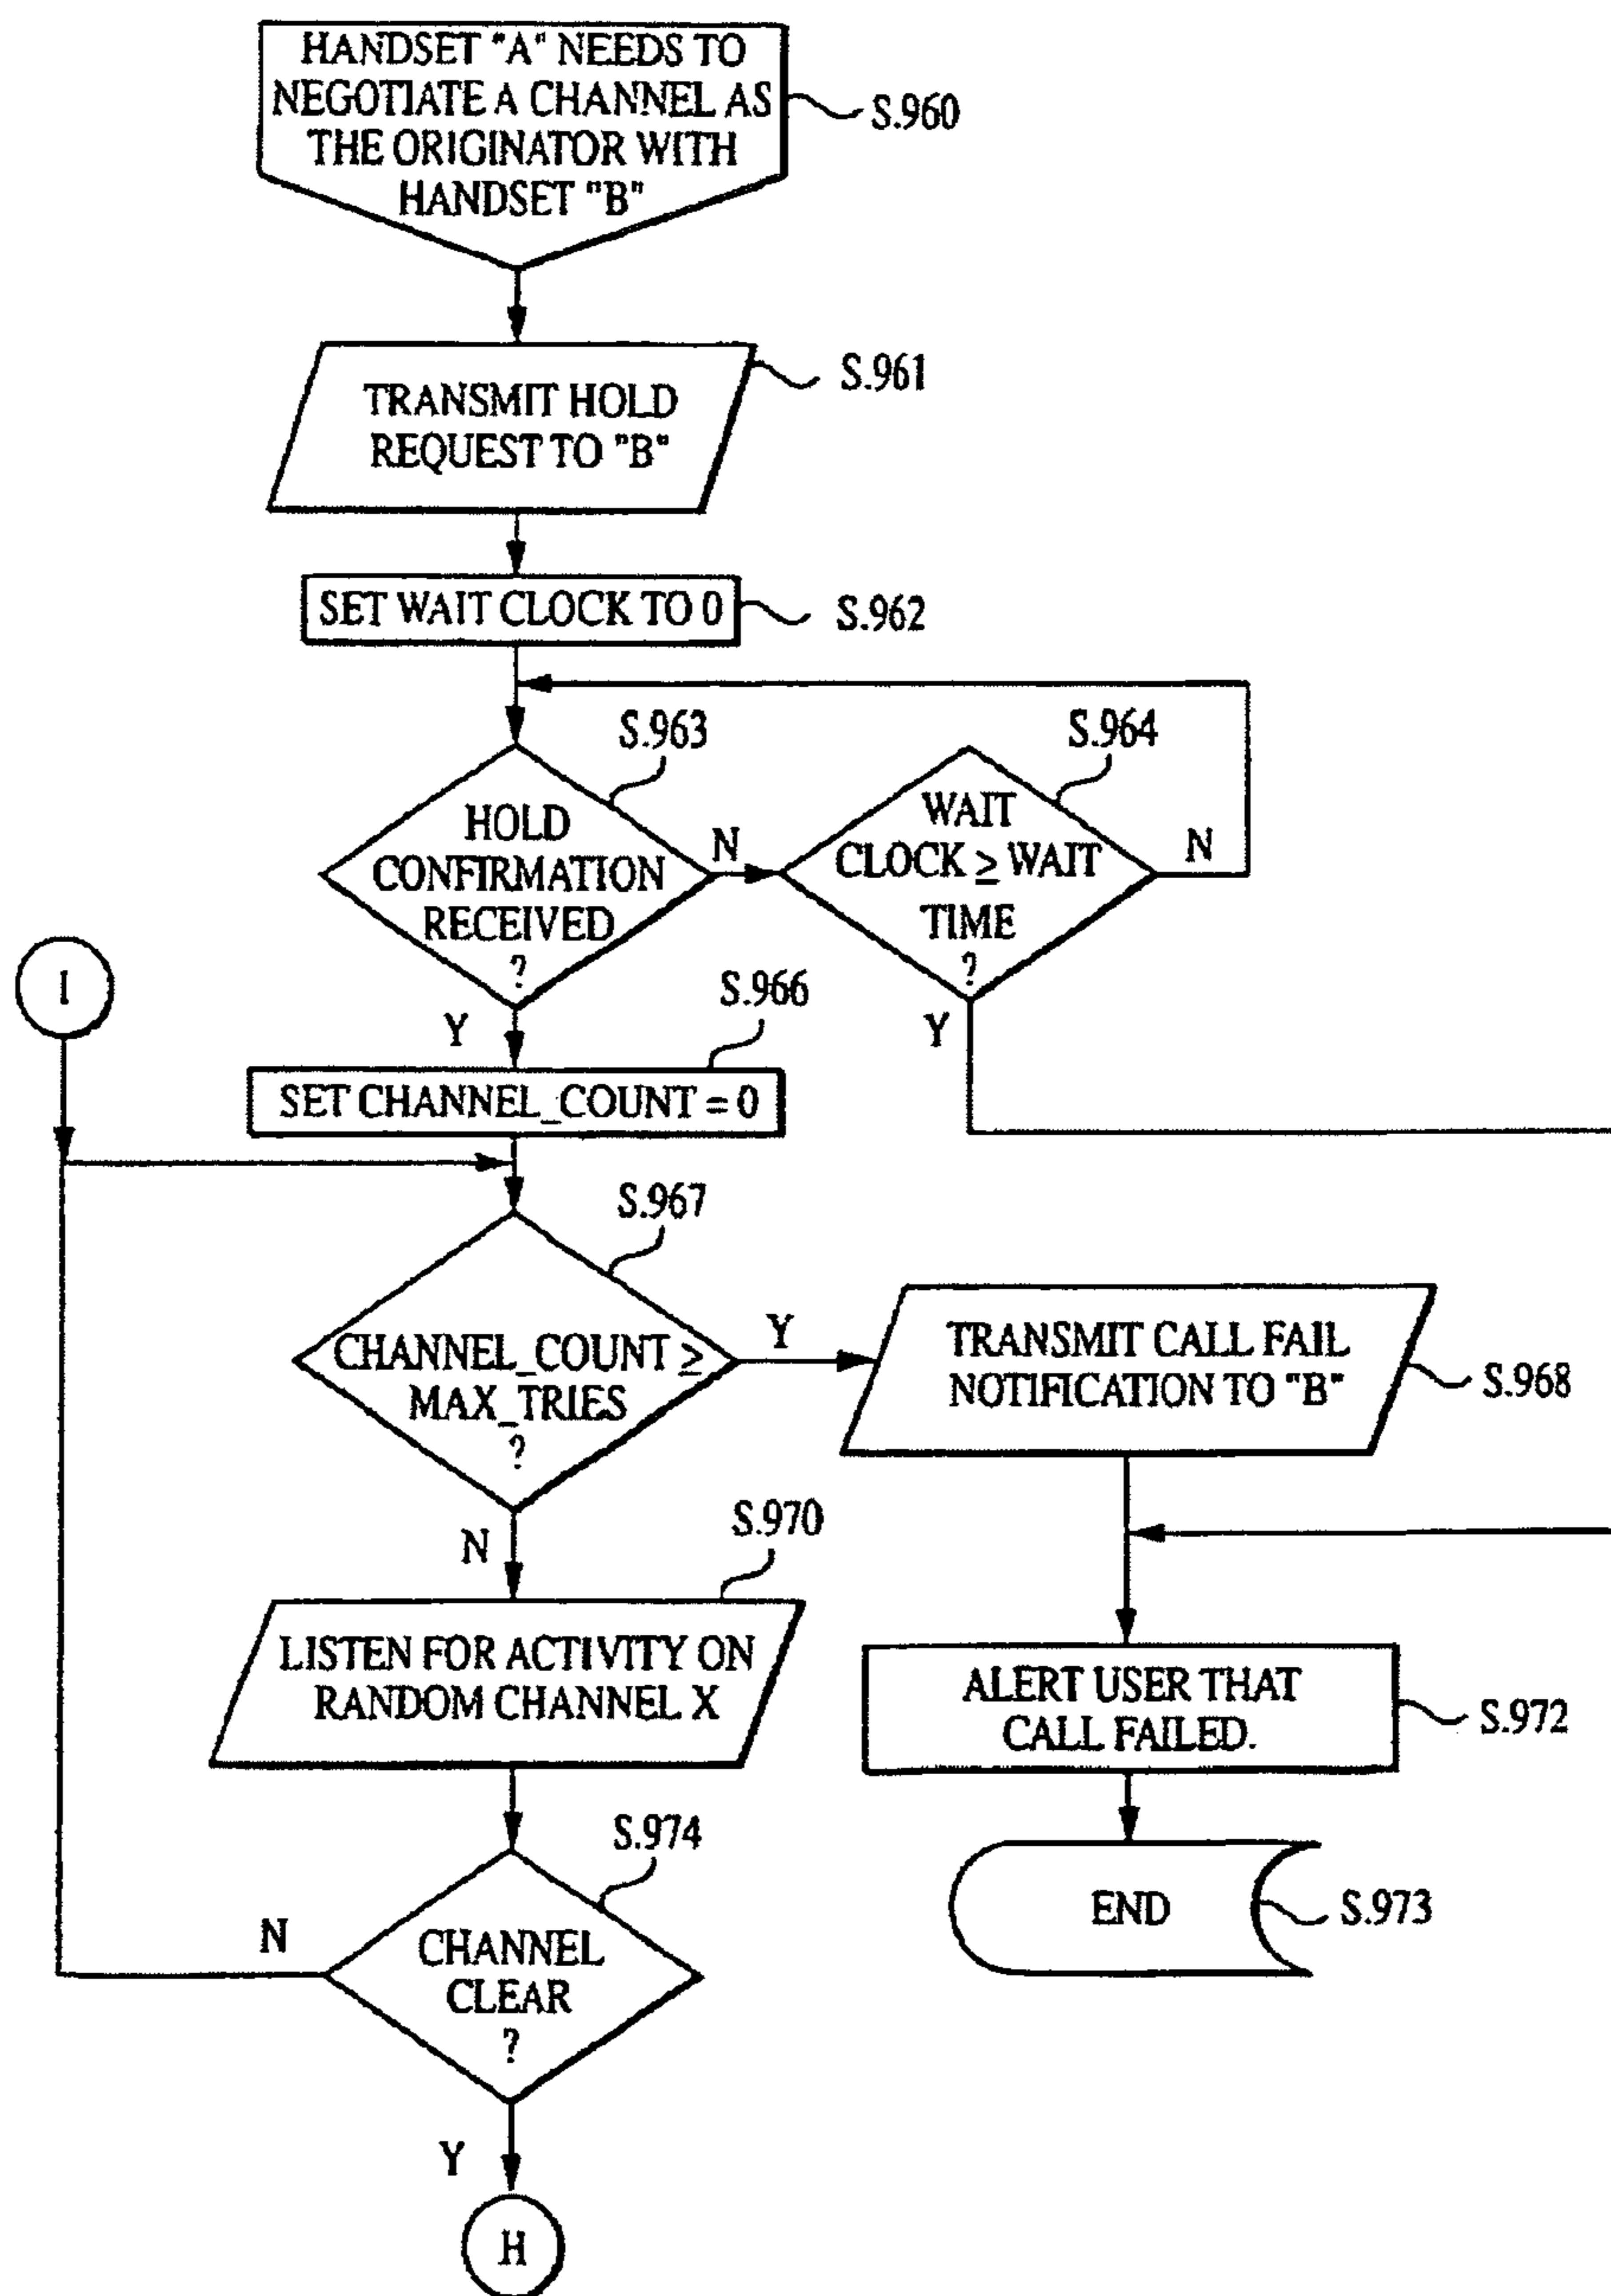 HANDSET "A" NEEDS TO
NEGOTIATE A CHANNEL AS
THE ORIGINATOR WITH
HANDSET "B"
S.960
TRANSMIT HOLD
REQUEST TO "B"
S.961
SET WAIT CLOCK TO 0
S.962
S.963
HOLD
CONFIRMATION
RECEIVED
?
N
Y
S.964
WAIT
CLOCK ≥ WAIT
TIME
?
N
Y
I
S.966
SET CHANNEL_COUNT = 0
S.967
CHANNEL_COUNT ≥
MAX_TRIES
?
Y
N
TRANSMIT CALL FAIL
NOTIFICATION TO "B"
S.968
S.970
LISTEN FOR ACTIVITY ON
RANDOM CHANNEL X
ALERT USER THAT
CALL FAILED.
S.972
S.974
CHANNEL
CLEAR
?
N
Y
END
S.973
H